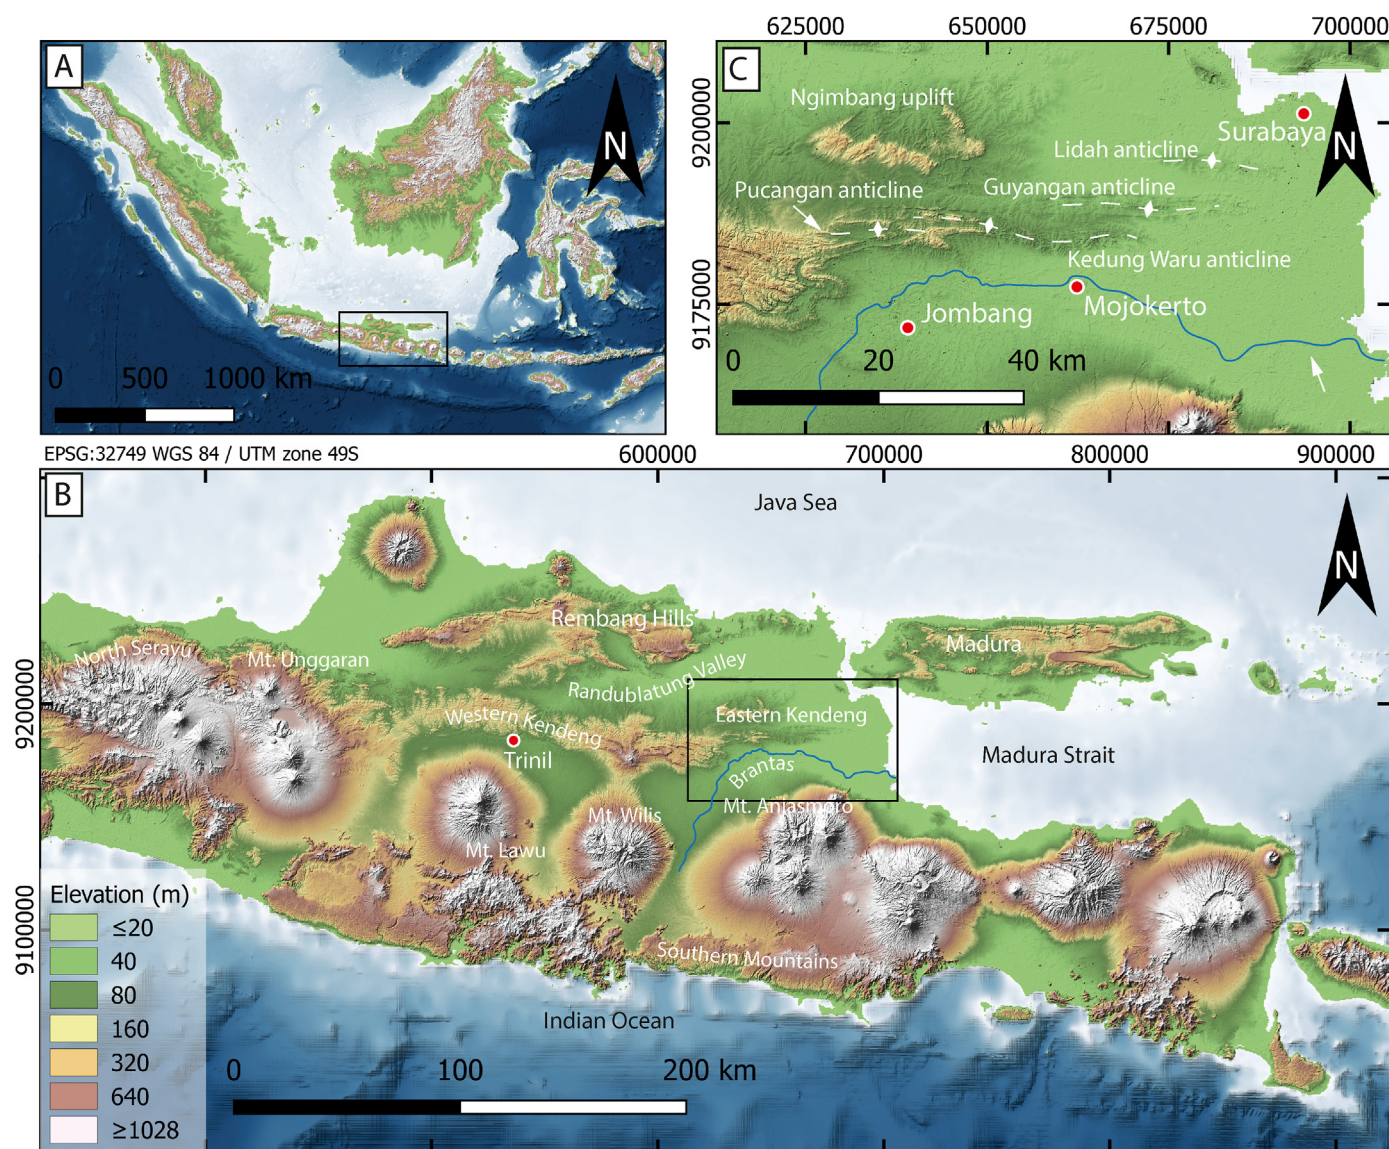 A
N
0 500 1000 km
EPSG:32749 WGS 84 / UTM zone 49S
625000 650000 675000 700000
C
9200000
9175000
Ngimbang uplift
Surabaya
N
Lidah anticline
Pucangan anticline
Guyangan anticline
Kedung Waru anticline
Jombang
Mojokerto
0 20 40 km
600000 700000 800000 900000
B
9200000
9100000
Java Sea
N
Rembang Hills
North Serayu
Mt. Unggaran
Madura
Randublatung Valley
Western Kendeng
Eastern Kendeng
Trinil
Brantas
Madura Strait
Mt. Wilis
Mt. Anjasmoro
Mt. Lawu
Southern Mountains
Indian Ocean
Elevation (m)
≤20
40
80
160
320
640
≥1028
0 100 200 km